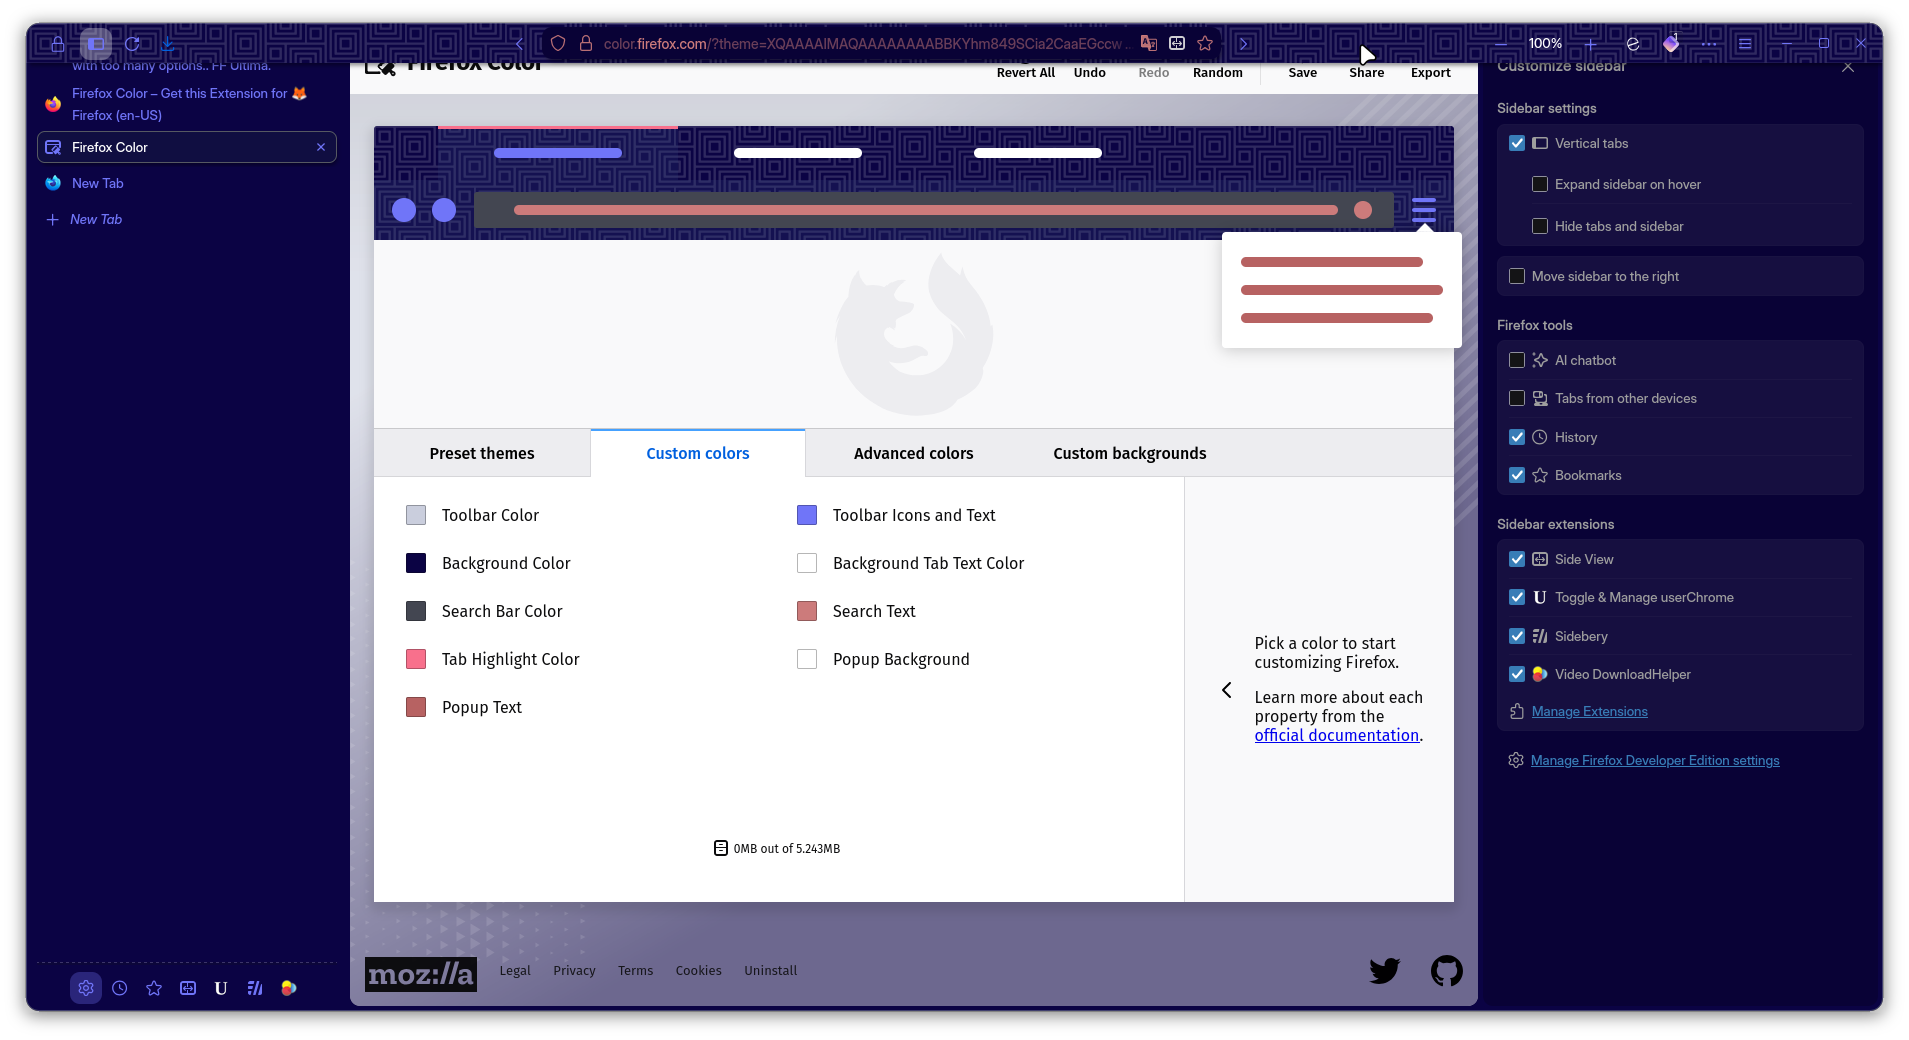 100%
color.firefox.com/?theme=XQAAAAIMAQAAAAAAAABBKYhm849SCia2CaaEGccw
with too many options.. FF Ultima.
Firefox Color – Get this Extension for 🦊
Firefox (en-US)
Firefox Color
New Tab
New Tab
Firefox Color
Revert All
Undo
Redo
Random
Save
Share
Export
Preset themes
Custom colors
Advanced colors
Custom backgrounds
Toolbar Color
Toolbar Icons and Text
Background Color
Background Tab Text Color
Search Bar Color
Search Text
Tab Highlight Color
Popup Background
Popup Text
Pick a color to start
customizing Firefox.
Learn more about each
property from the
official documentation.
0MB out of 5.243MB
moz://a
Legal
Privacy
Terms
Cookies
Uninstall
Customize sidebar
Sidebar settings
Vertical tabs
Expand sidebar on hover
Hide tabs and sidebar
Move sidebar to the right
Firefox tools
AI chatbot
Tabs from other devices
History
Bookmarks
Sidebar extensions
Side View
U Toggle & Manage userChrome
Sidebery
Video DownloadHelper
Manage Extensions
Manage Firefox Developer Edition settings
U